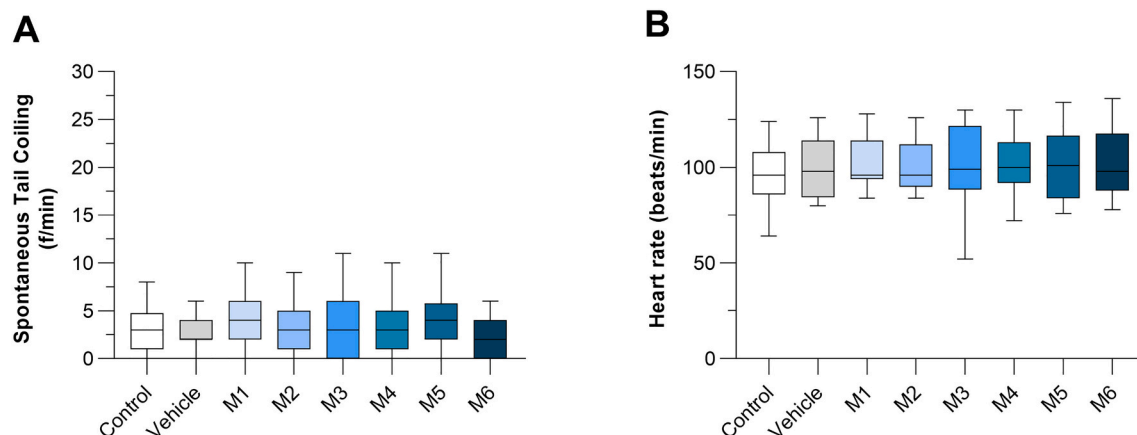 A
Spontaneous Tail Coiling
(f/min)
30
25
20
15
10
5
0
Control
Vehicle
M1
M2
M3
M4
M5
M6
B
Heart rate (beats/min)
150
100
50
0
Control
Vehicle
M1
M2
M3
M4
M5
M6